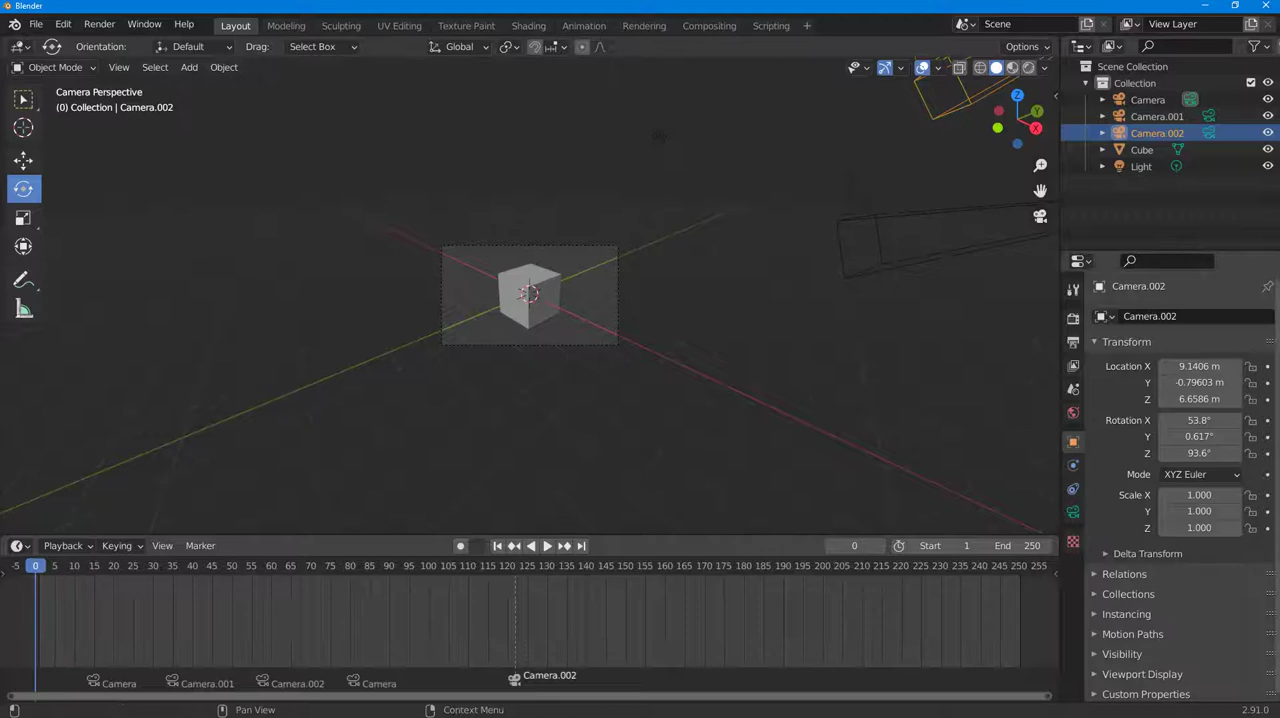 Blender
File Edit Render Window Help Layout Modeling Sculpting UV Editing Texture Paint Shading Animation Rendering Compositing Scripting + Scene View Layer
Orientation: Default Drag: Select Box Global Options
Object Mode View Select Add Object
Camera Perspective
(0) Collection | Camera.002
Z
Y
X
Scene Collection
Collection
Camera
Camera.001
Camera.002
Cube
Light
Camera.002
Camera.002
Transform
Location X 9.1406 m
Y -0.79603 m
Z 6.6586 m
Rotation X 53.8°
Y 0.617°
Z 93.6°
Mode XYZ Euler
Scale X 1.000
Y 1.000
Z 1.000
Delta Transform
Relations
Collections
Instancing
Motion Paths
Visibility
Viewport Display
Custom Properties
Playback Keying View Marker 0 Start 1 End 250
-5 0 5 10 15 20 25 30 35 40 45 50 55 60 65 70 75 80 85 90 95 100 105 110 115 120 125 130 135 140 145 150 155 160 165 170 175 180 185 190 195 200 205 210 215 220 225 230 235 240 245 250 255
Camera Camera.001 Camera.002 Camera Camera.002
Pan View Context Menu 2.91.0